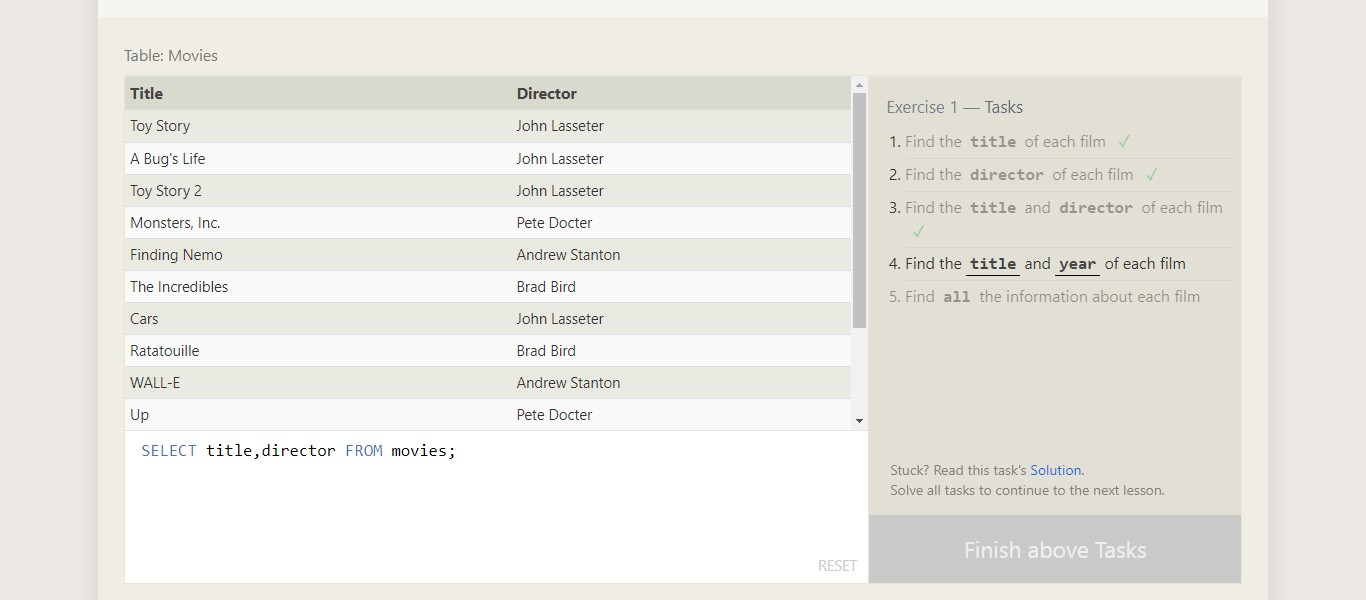 Table: Movies
Title Director
Toy Story John Lasseter
A Bug's Life John Lasseter
Toy Story 2 John Lasseter
Monsters, Inc. Pete Docter
Finding Nemo Andrew Stanton
The Incredibles Brad Bird
Cars John Lasseter
Ratatouille Brad Bird
WALL-E Andrew Stanton
Up Pete Docter
SELECT title,director FROM movies;
RESET
Exercise 1 — Tasks
1. Find the title of each film ✓
2. Find the director of each film ✓
3. Find the title and director of each film
✓
4. Find the title and year of each film
5. Find all the information about each film
Stuck? Read this task's Solution.
Solve all tasks to continue to the next lesson.
Finish above Tasks